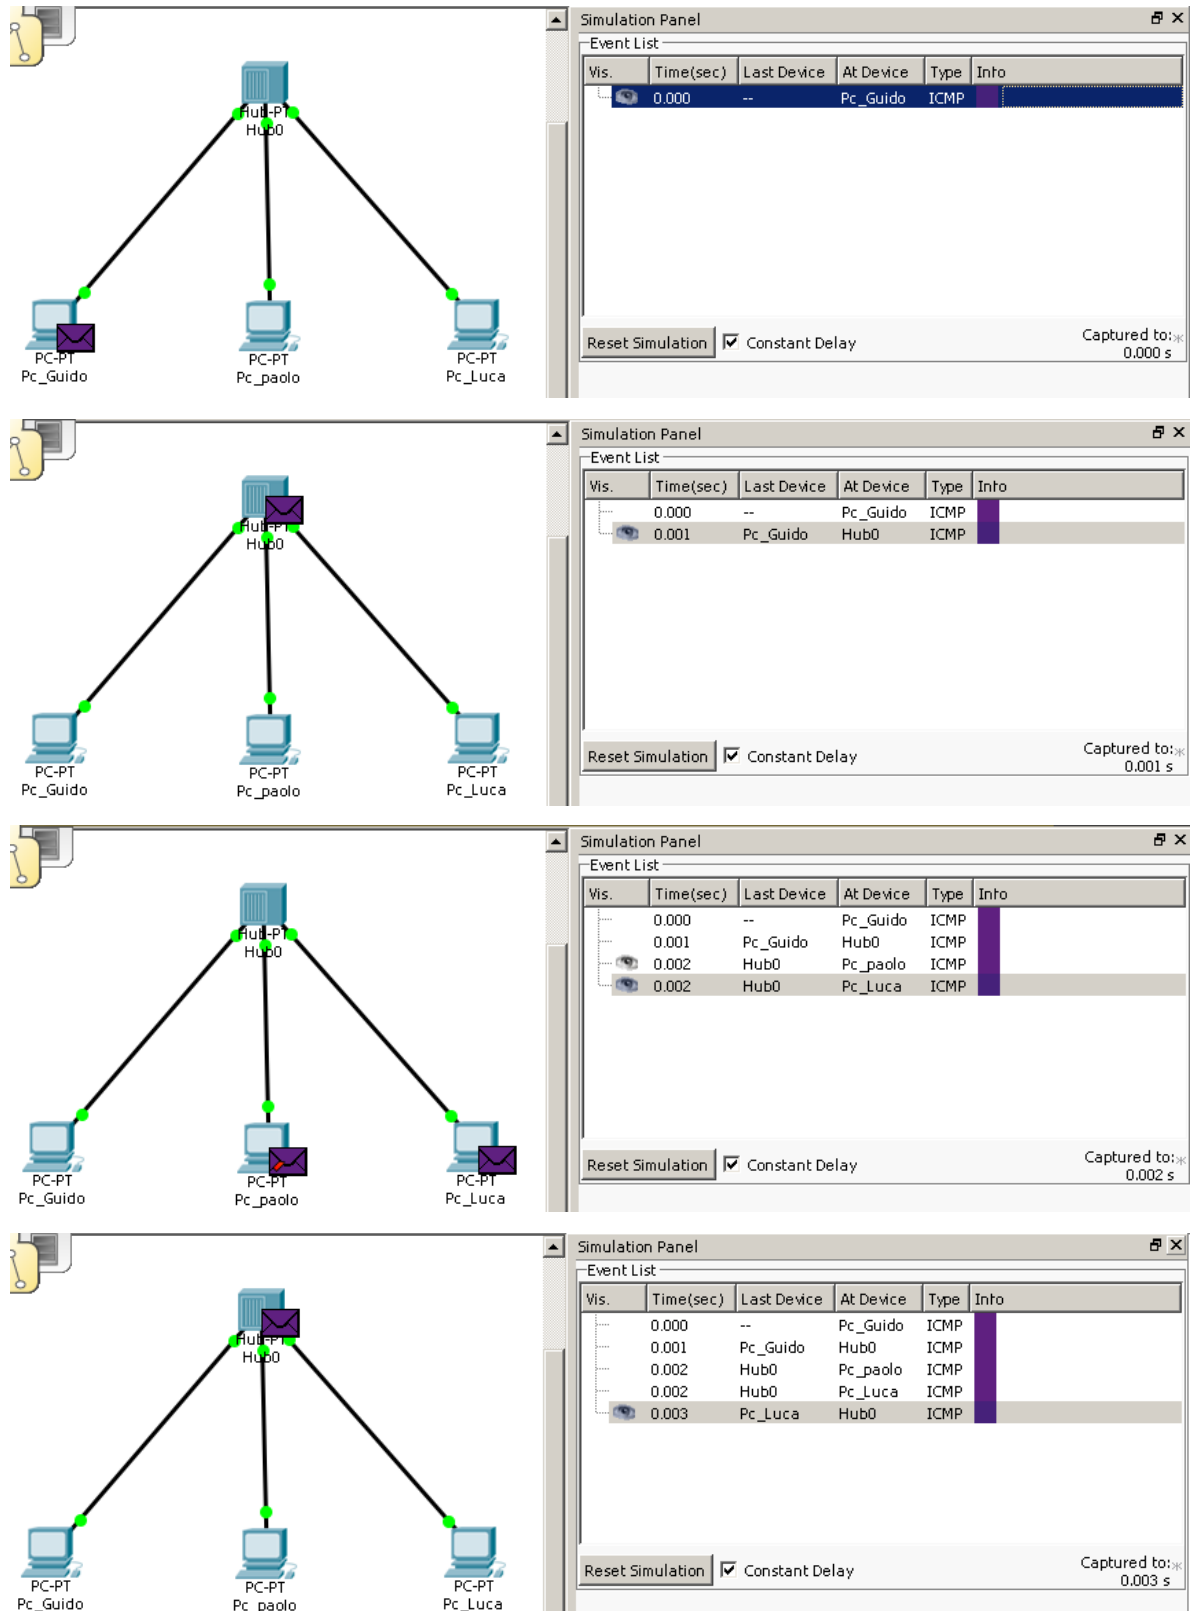 Simulation Panel
Event List
Vis. Time(sec) Last Device At Device Type Info
0.000 -- Pc_Guido ICMP
Hub-PT
Hub0
PC-PT
Pc_Guido
PC-PT
Pc_paolo
PC-PT
Pc_Luca
Reset Simulation Constant Delay
Captured to:
0.000 s
Simulation Panel
Event List
Vis. Time(sec) Last Device At Device Type Info
0.000 -- Pc_Guido ICMP
0.001 Pc_Guido Hub0 ICMP
Hub-PT
Hub0
PC-PT
Pc_Guido
PC-PT
Pc_paolo
PC-PT
Pc_Luca
Reset Simulation Constant Delay
Captured to:
0.001 s
Simulation Panel
Event List
Vis. Time(sec) Last Device At Device Type Info
0.000 -- Pc_Guido ICMP
0.001 Pc_Guido Hub0 ICMP
0.002 Hub0 Pc_paolo ICMP
0.002 Hub0 Pc_Luca ICMP
Hub-PT
Hub0
PC-PT
Pc_Guido
PC-PT
Pc_paolo
PC-PT
Pc_Luca
Reset Simulation Constant Delay
Captured to:
0.002 s
Simulation Panel
Event List
Vis. Time(sec) Last Device At Device Type Info
0.000 -- Pc_Guido ICMP
0.001 Pc_Guido Hub0 ICMP
0.002 Hub0 Pc_paolo ICMP
0.002 Hub0 Pc_Luca ICMP
0.003 Pc_Luca Hub0 ICMP
Hub-PT
Hub0
PC-PT
Pc_Guido
PC-PT
Pc_paolo
PC-PT
Pc_Luca
Reset Simulation Constant Delay
Captured to:
0.003 s